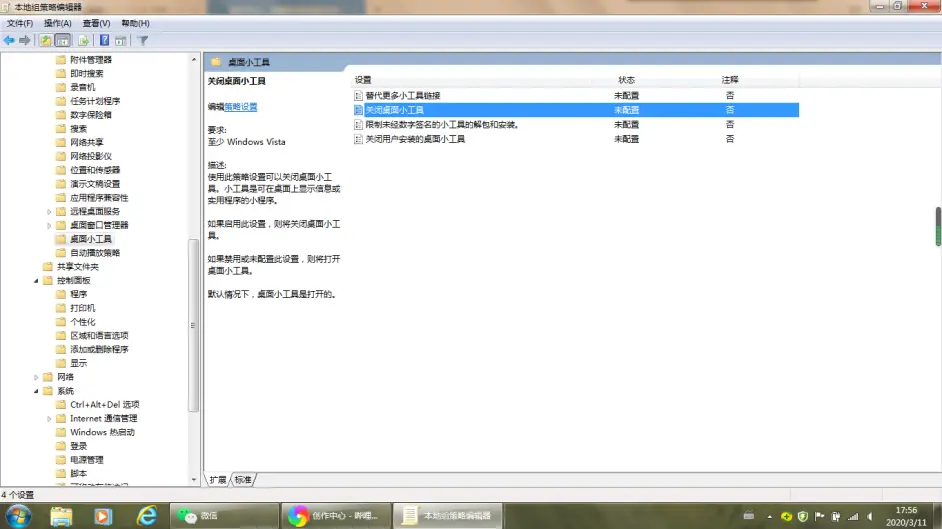 本地组策略编辑器
文件(F) 操作(A) 查看(V) 帮助(H)
附件管理器
即时搜索
录音机
任务计划程序
数字保险箱
搜索
网络共享
网络投影仪
位置和传感器
演示文稿设置
应用程序兼容性
远程桌面服务
桌面窗口管理器
桌面小工具
自动播放策略
共享文件夹
控制面板
程序
打印机
个性化
区域和语言选项
添加或删除程序
显示
网络
系统
Ctrl+Alt+Del 选项
Internet 通信管理
Windows 热启动
登录
电源管理
脚本
桌面小工具
关闭桌面小工具
编辑策略设置
要求:
至少 Windows Vista
描述:
使用此策略设置可以关闭桌面小工
具。小工具是可在桌面上显示信息或
实用程序的小程序。
如果启用此设置，则将关闭桌面小工
具。
如果禁用或未配置此设置，则将打开
桌面小工具。
默认情况下，桌面小工具是打开的。
设置 状态 注释
替代更多小工具链接 未配置 否
关闭桌面小工具 未配置 否
限制未经数字签名的小工具的解包和安装。 未配置 否
关闭用户安装的桌面小工具 未配置 否
扩展 标准
4 个设置
微信
创作中心 - 哔哩...
本地组策略编辑器
17:56
2020/3/11